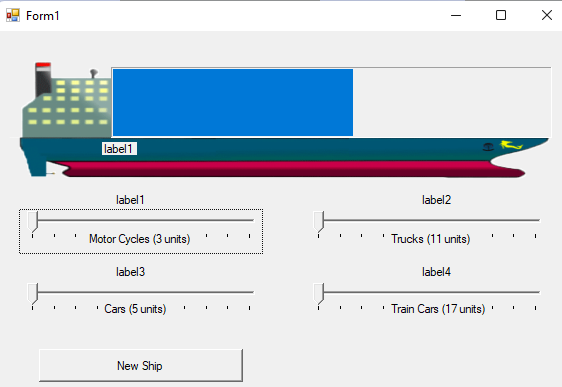 Form1
label1
label1
label2
Motor Cycles (3 units)
Trucks (11 units)
label3
label4
Cars (5 units)
Train Cars (17 units)
New Ship